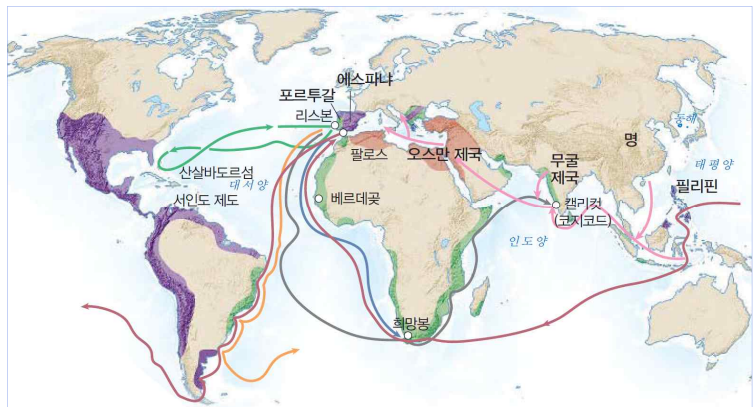 에스파냐
포르투갈
리스본
팔로스
오스만 제국
무굴
제국
명
동해
태평양
산살바도르섬
대서양
서인도 제도
베르데곶
캘리컷
(코지코드)
필리핀
인도양
희망봉